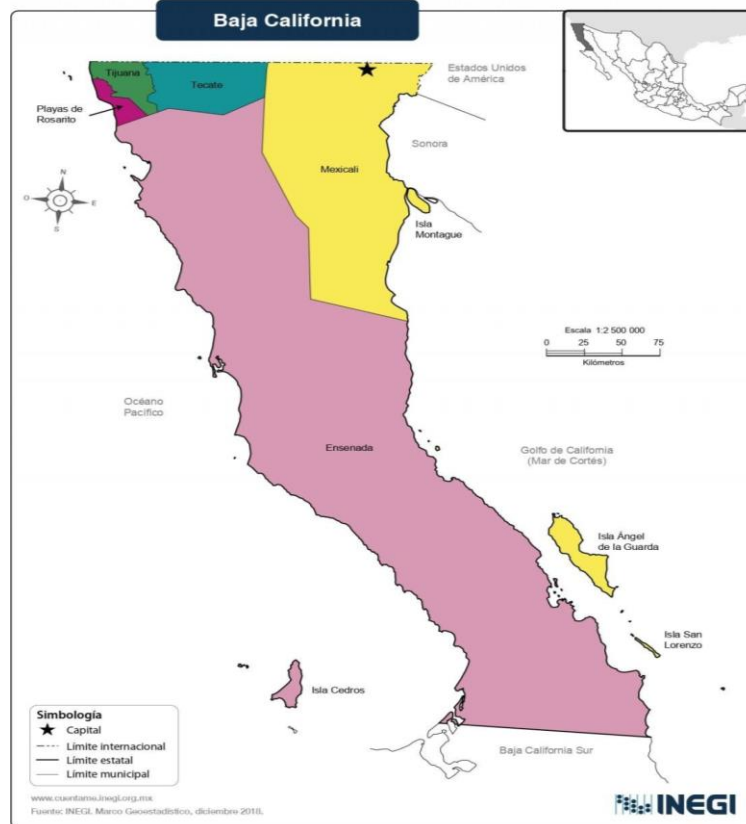 Baja California
Estados Unidos
de América
Tijuana
Tecate
Playas de
Rosarito
Sonora
Mexicali
N
O
E
S
Isla
Montague
Escala 1:2 500 000
0 25 50 75
Kilómetros
Océano
Pacífico
Ensenada
Golfo de California
(Mar de Cortés)
Isla Ángel
de la Guarda
Isla San
Lorenzo
Isla Cedros
Simbología
Capital
Límite internacional
Límite estatal
Límite municipal
Baja California Sur
www.cuentame.inegi.org.mx
Fuente: INEGI. Marco Geoestadístico, diciembre 2018.
INEGI